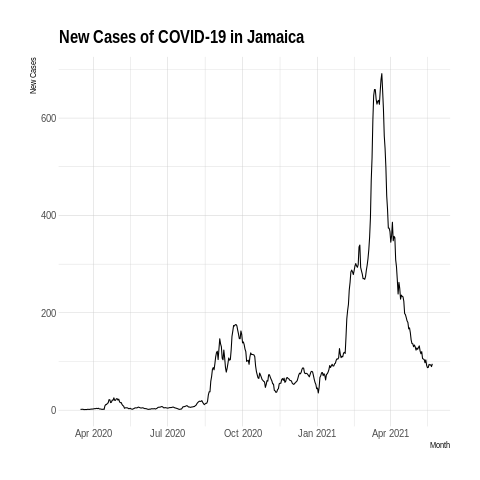 New Cases of COVID-19 in Jamaica
New Cases
600
400
200
0
Apr 2020 Jul 2020 Oct 2020 Jan 2021 Apr 2021
Month